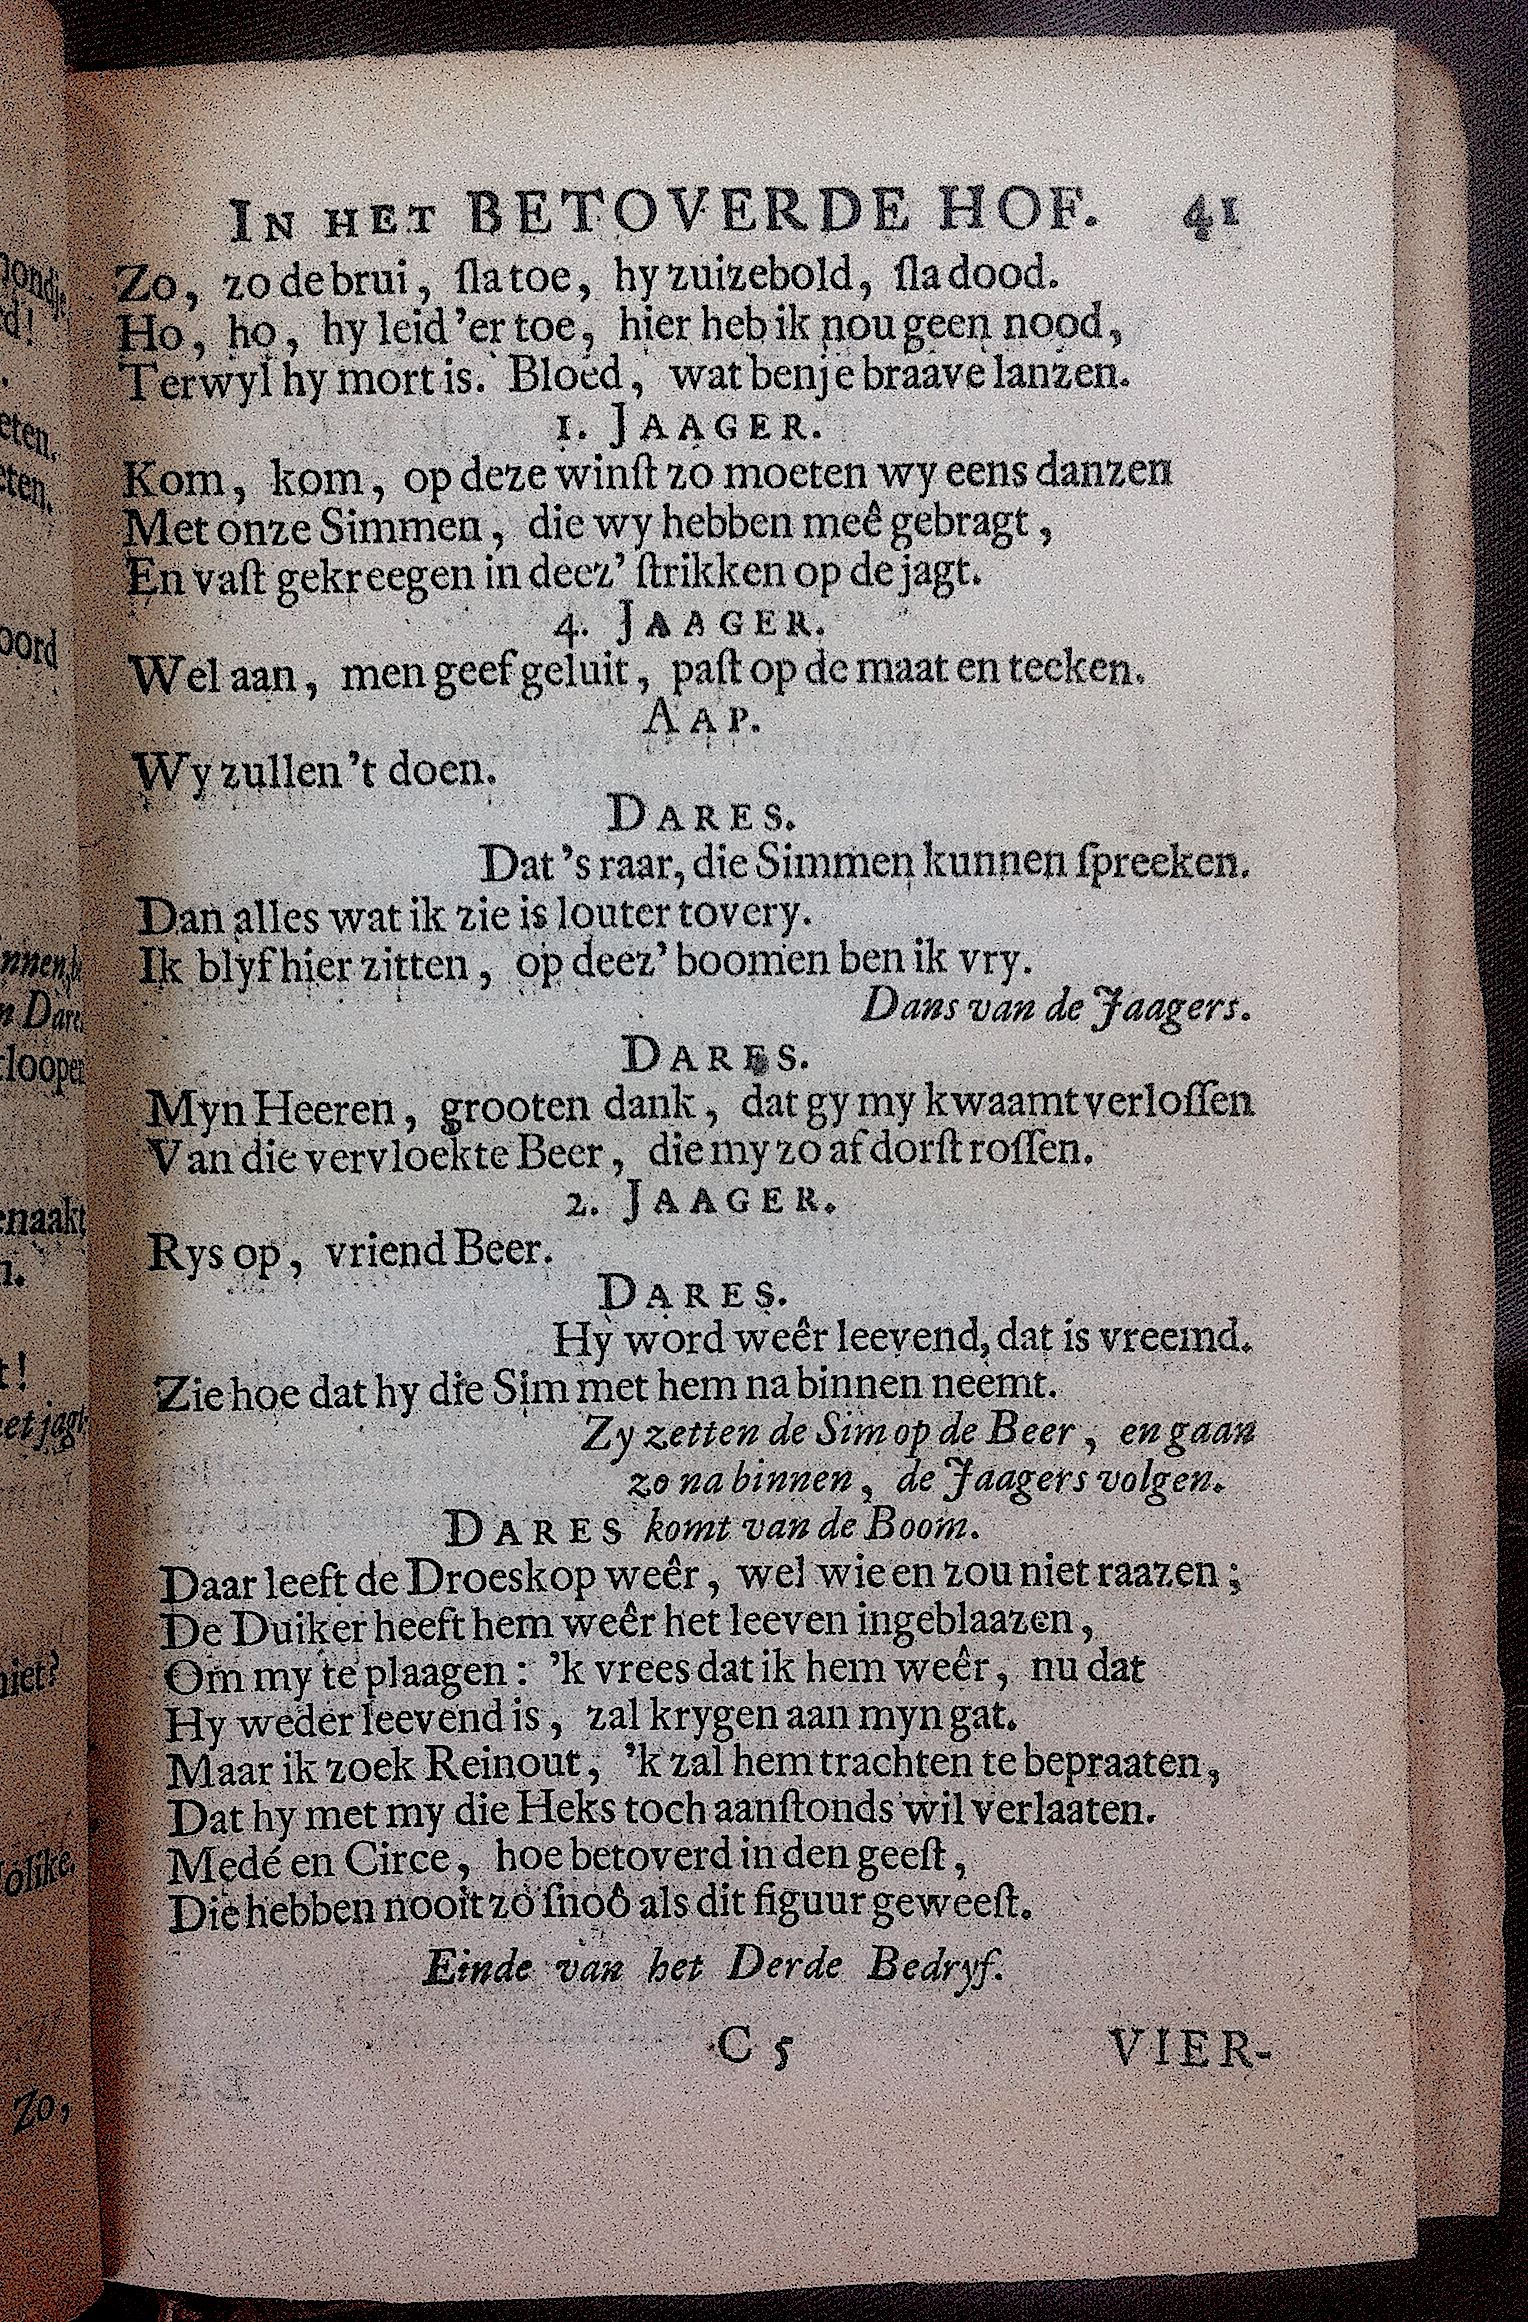 IN HET BETOVERDE HOF. 41
Zo, zo de brui, ſla toe, hy zuizebold, ſla dood.
Ho, ho, hy leid 'er toe, hier heb ik nou geen nood,
Terwyl hy mort is. Bloed, wat benje braave lanzen.
1. JAAGER.
Kom, kom, op deze winſt zo moeten wy eens danzen
Met onze Simmen, die wy hebben meê gebragt,
En vaſt gekreegen in deez' ſtrikken op de jagt.
4. JAAGER.
Wel aan, men geef geluit, paſt op de maat en teeken.
AAP.
Wy zullen 't doen.
DARES.
Dat 's raar, die Simmen kunnen ſpreeken.
Dan alles wat ik zie is louter tovery.
Ik blyf hier zitten, op deez' boomen ben ik vry.
Dans van de Jaagers.
DARES.
Myn Heeren, grooten dank, dat gy my kwaamt verloſſen
Van die vervloekte Beer, die my zo af dorſt roſſen.
2. JAAGER.
Rys op, vriend Beer.
DARES.
Hy word weêr leevend, dat is vreemd.
Zie hoe dat hy die Sim met hem na binnen neemt.
Zy zetten de Sim op de Beer, en gaan
zo na binnen, de Jaagers volgen.
DARES komt van de Boom.
Daar leeft de Droeskop weêr, wel wie en zou niet raazen;
De Duiker heeft hem weêr het leeven ingeblaazen,
Om my te plaagen: 'k vrees dat ik hem weêr, nu dat
Hy weder leevend is, zal krygen aan myn gat.
Maar ik zoek Reinout, 'k zal hem trachten te bepraaten,
Dat hy met my die Heks toch aanſtonds wil verlaaten.
Medé en Circe, hoe betoverd in den geeſt,
Die hebben nooit zo ſnoô als dit figuur geweeſt.
Einde van het Derde Bedryf.
C 5 VIER-